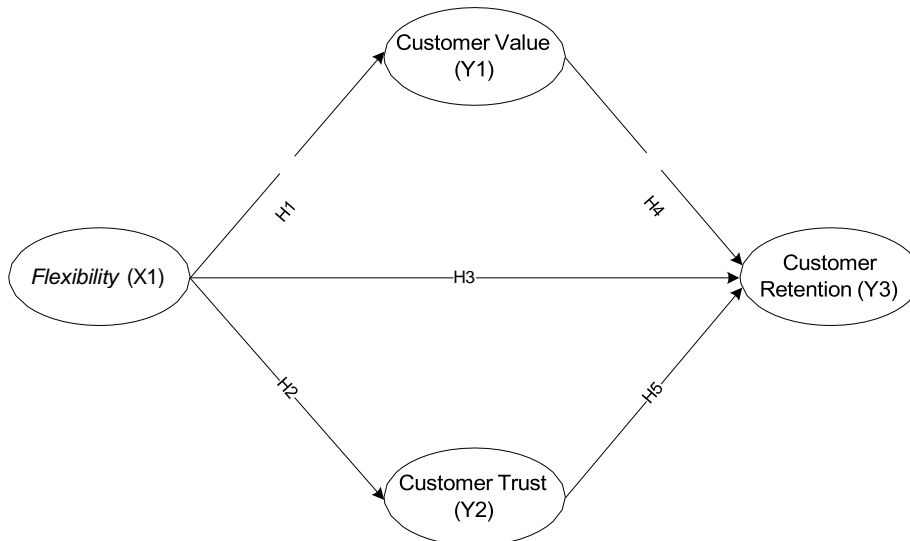 Customer Value
(Y1)
H1
H4
Flexibility (X1)
H3
Customer
Retention (Y3)
H2
H5
Customer Trust
(Y2)